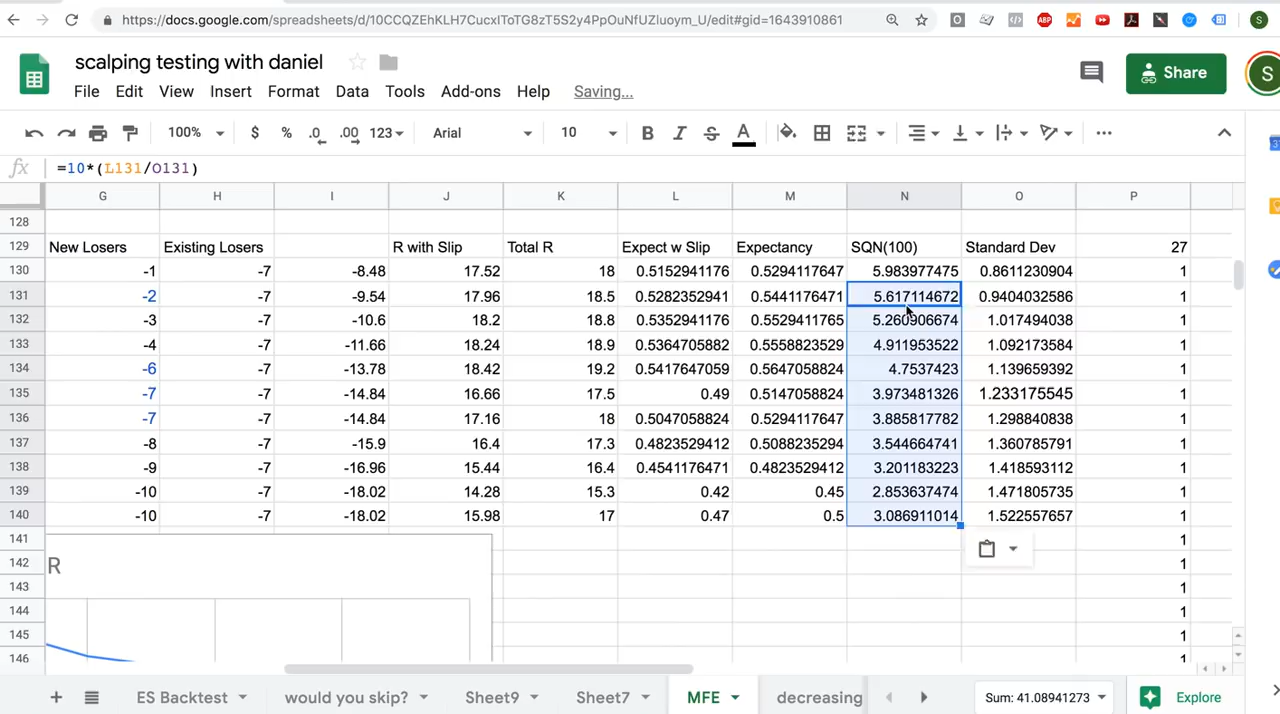 https://docs.google.com/spreadsheets/d/10CCQZEhKLH7CucxIToTG8zT5S2y4PpOuNfUZluoym_U/edit#gid=1643910861
scalping testing with daniel
File Edit View Insert Format Data Tools Add-ons Help Saving...
Share
S
100% $ % .0 .00 123 Arial 10 B I S A
fx =10*(L131/O131)
G H I J K L M N O P
128
129 New Losers Existing Losers R with Slip Total R Expect w Slip Expectancy SQN(100) Standard Dev 27
130 -1 -7 -8.48 17.52 18 0.5152941176 0.5294117647 5.983977475 0.8611230904 1
131 -2 -7 -9.54 17.96 18.5 0.5282352941 0.5441176471 5.617114672 0.9404032586 1
132 -3 -7 -10.6 18.2 18.8 0.5352941176 0.5529411765 5.260906674 1.017494038 1
133 -4 -7 -11.66 18.24 18.9 0.5364705882 0.5558823529 4.911953522 1.092173584 1
134 -6 -7 -13.78 18.42 19.2 0.5417647059 0.5647058824 4.7537423 1.139659392 1
135 -7 -7 -14.84 16.66 17.5 0.49 0.5147058824 3.973481326 1.233175545 1
136 -7 -7 -14.84 17.16 18 0.5047058824 0.5294117647 3.885817782 1.298840838 1
137 -8 -7 -15.9 16.4 17.3 0.4823529412 0.5088235294 3.544664741 1.360785791 1
138 -9 -7 -16.96 15.44 16.4 0.4541176471 0.4823529412 3.201183223 1.418593112 1
139 -10 -7 -18.02 14.28 15.3 0.42 0.45 2.853637474 1.471805735 1
140 -10 -7 -18.02 15.98 17 0.47 0.5 3.086911014 1.522557657 1
141 1
142 R 1
143 1
144 1
145 1
146 1
ES Backtest would you skip? Sheet9 Sheet7 MFE decreasing Sum: 41.08941273 Explore